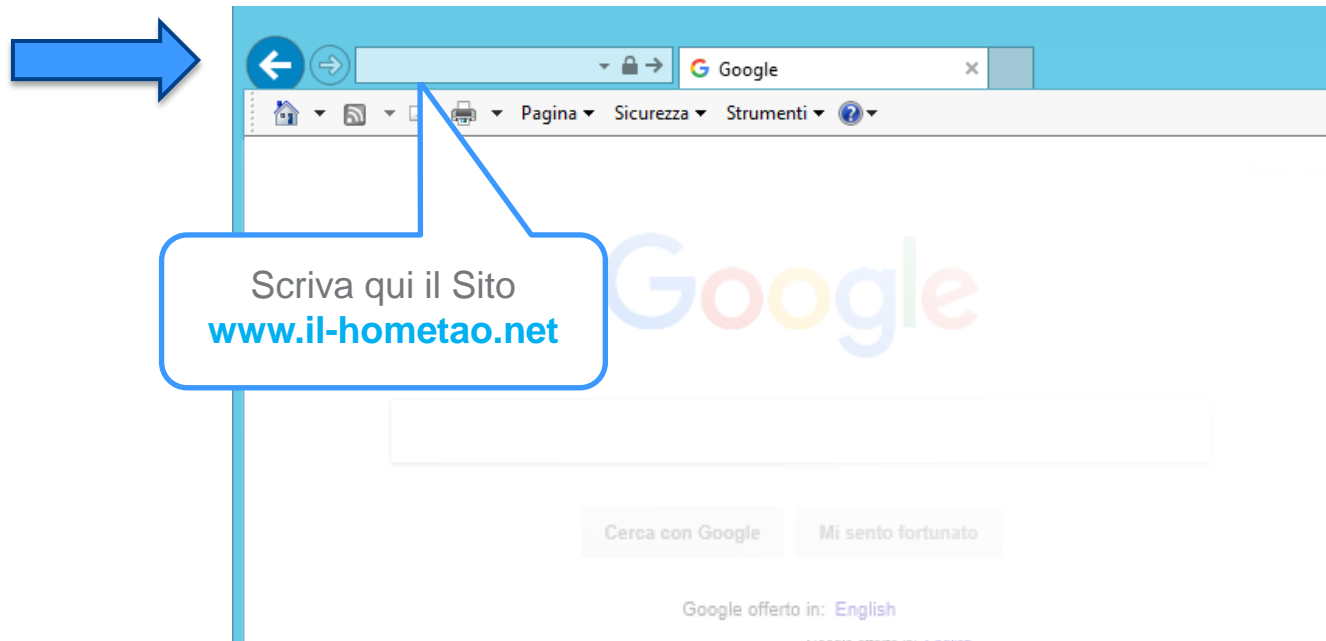 Google
Pagina Sicurezza Strumenti
Google
Scriva qui il Sito
www.il-hometao.net
Cerca con Google Mi sento fortunato
Google offerto in: English